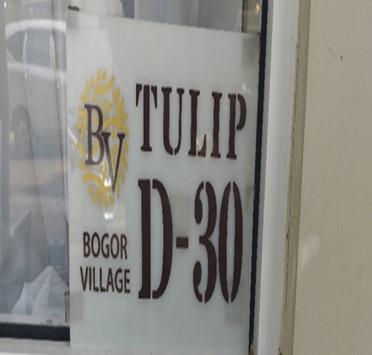 BV
TULIP
D-30
BOGOR
VILLAGE